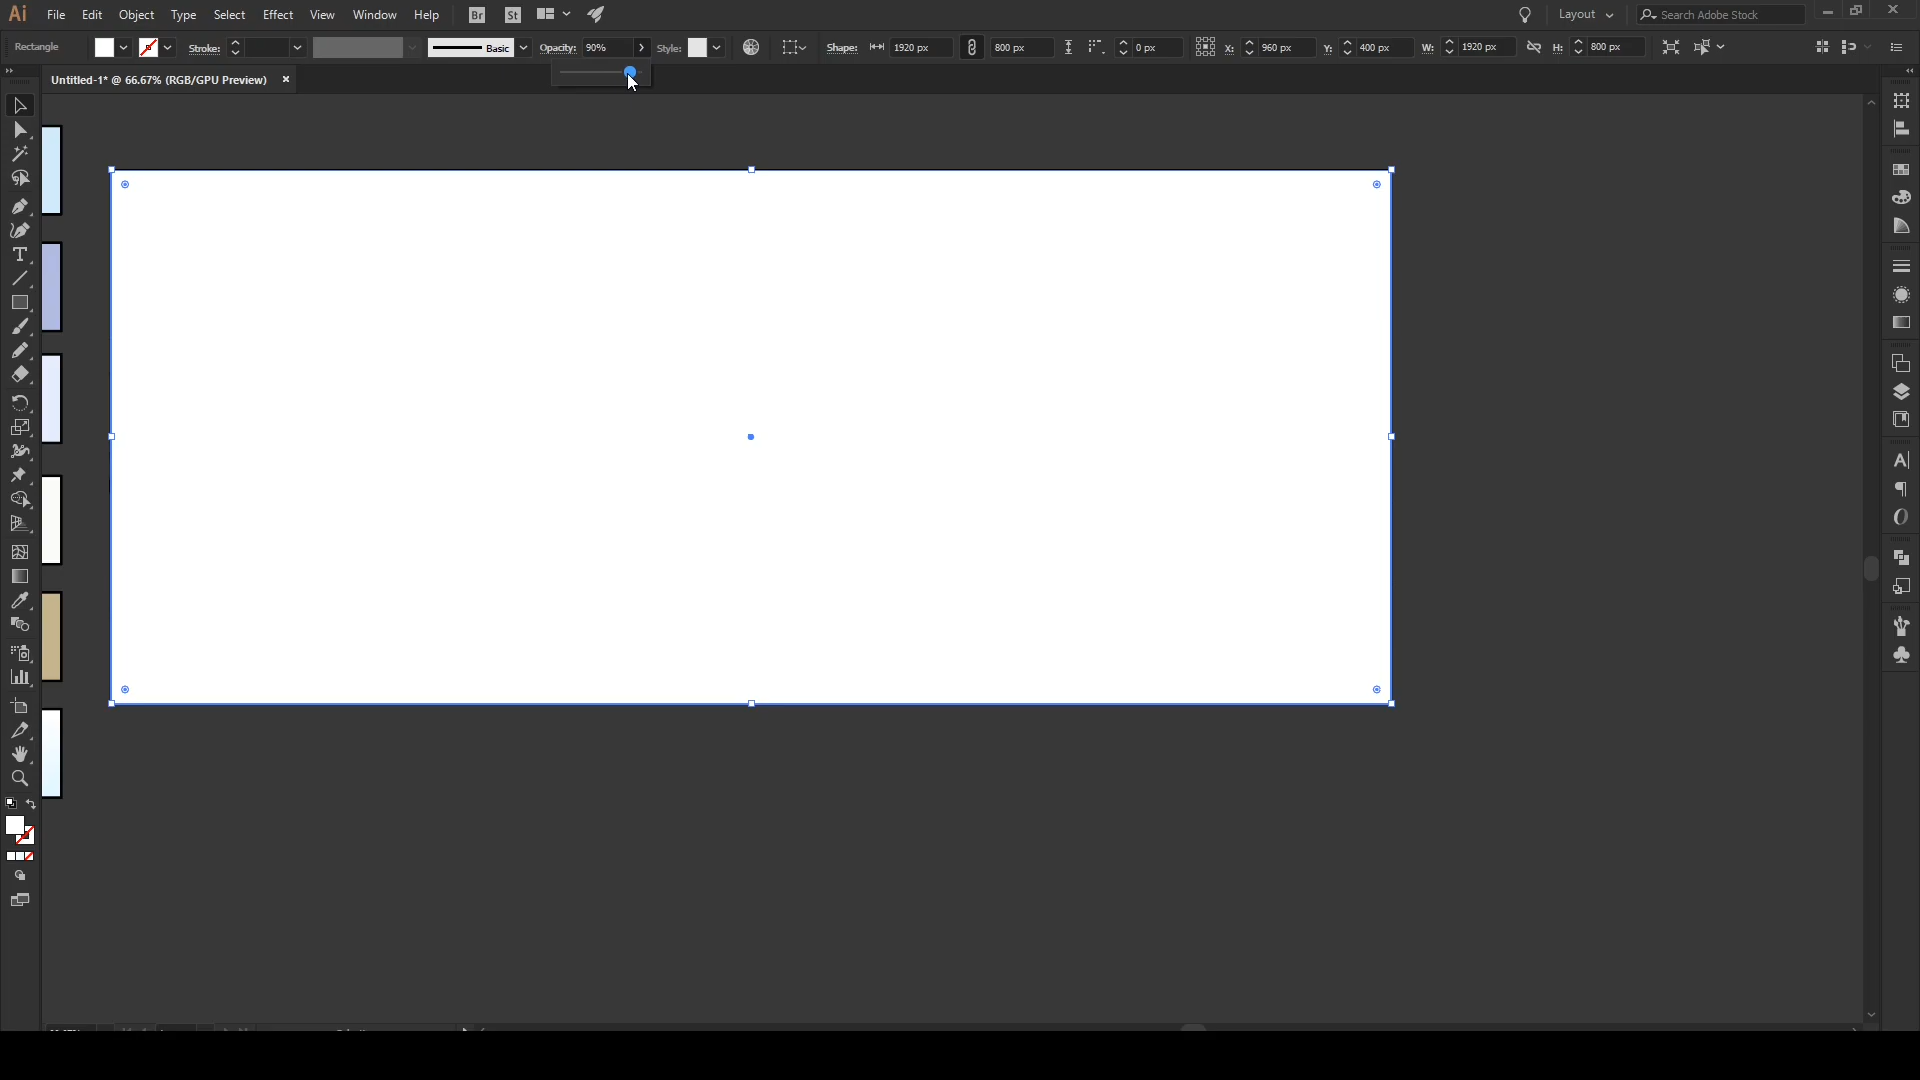 Ai File Edit Object Type Select Effect View Window Help Br St Layout Search Adobe Stock
Rectangle Stroke: Basic Opacity: 90% Style: Shape: 1920 px 800 px 0 px X: 960 px Y: 400 px W: 1920 px H: 800 px
Untitled-1* @ 66.67% (RGB/GPU Preview)